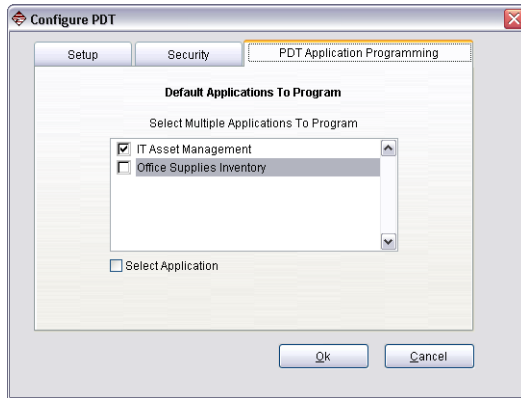 Configure PDT
Setup Security PDT Application Programming
Default Applications To Program
Select Multiple Applications To Program
IT Asset Management
Office Supplies Inventory
Select Application
Ok Cancel